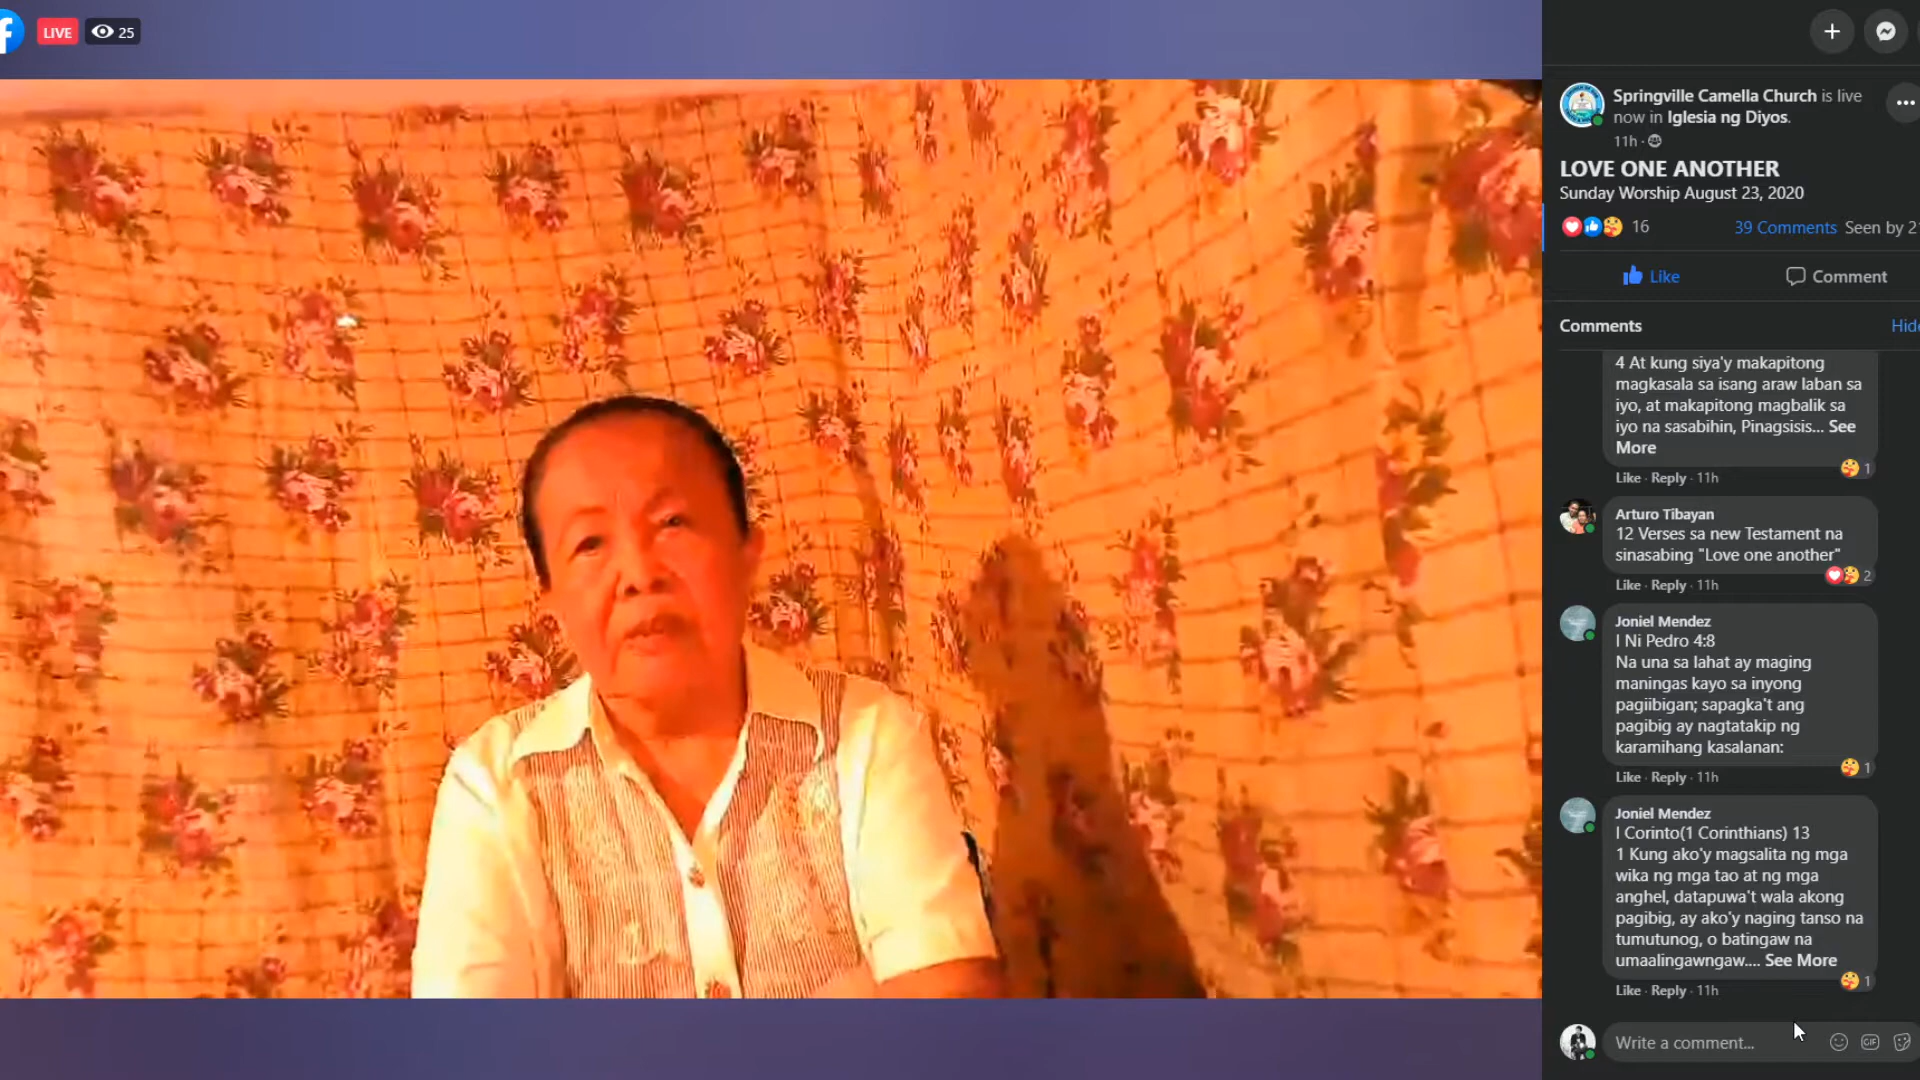 f LIVE 25
Springville Camella Church is live
now in Iglesia ng Diyos.
11h ·
LOVE ONE ANOTHER
Sunday Worship August 23, 2020
16 39 Comments Seen by 2
Like Comment
Comments Hide
4 At kung siya'y makapitong
magkasala sa isang araw laban sa
iyo, at makapitong magbalik sa
iyo na sasabihin, Pinagsisis... See
More
1
Like · Reply · 11h
Arturo Tibayan
12 Verses sa new Testament na
sinasabing "Love one another"
2
Like · Reply · 11h
Joniel Mendez
I Ni Pedro 4:8
Na una sa lahat ay maging
maningas kayo sa inyong
pagiibigan; sapagka't ang
pagibig ay nagtatakip ng
karamihang kasalanan:
1
Like · Reply · 11h
Joniel Mendez
I Corinto(1 Corinthians) 13
1 Kung ako'y magsalita ng mga
wika ng mga tao at ng mga
anghel, datapuwa't wala akong
pagibig, ay ako'y naging tanso na
tumutunog, o batingaw na
umaalingawngaw.... See More
1
Like · Reply · 11h
Write a comment... GIF